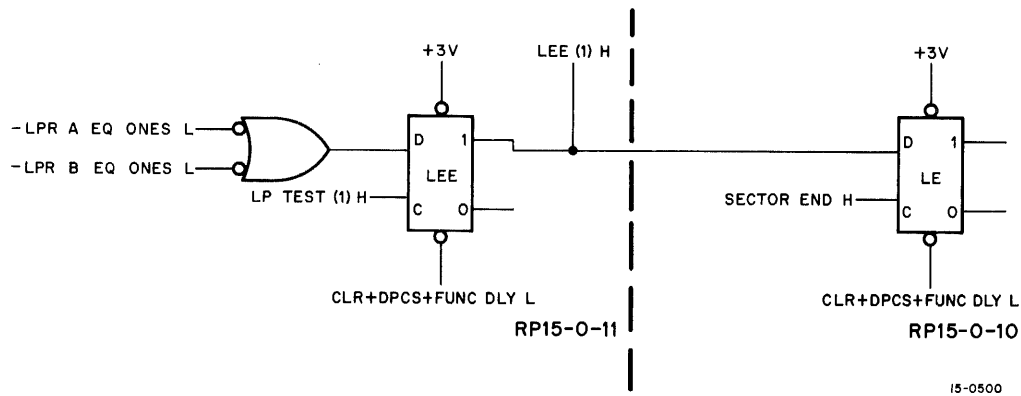 +3V
LEE (1) H
+3V
-LPR A EQ ONES L
-LPR B EQ ONES L
D 1
LEE
C 0
LP TEST (1) H
D 1
LE
C 0
SECTOR END H
CLR+DPCS+FUNC DLY L
CLR+DPCS+FUNC DLY L
RP15-0-11
RP15-0-10
15-0500